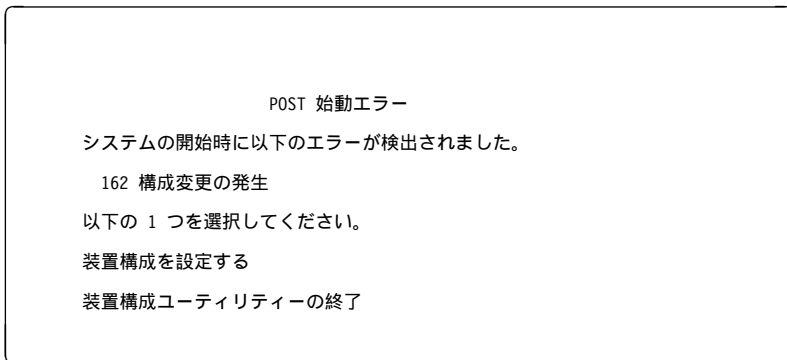 POST 始動エラー
システムの開始時に以下のエラーが検出されました。
162 構成変更の発生
以下の 1 つを選択してください。
装置構成を設定する
装置構成ユーティリティーの終了